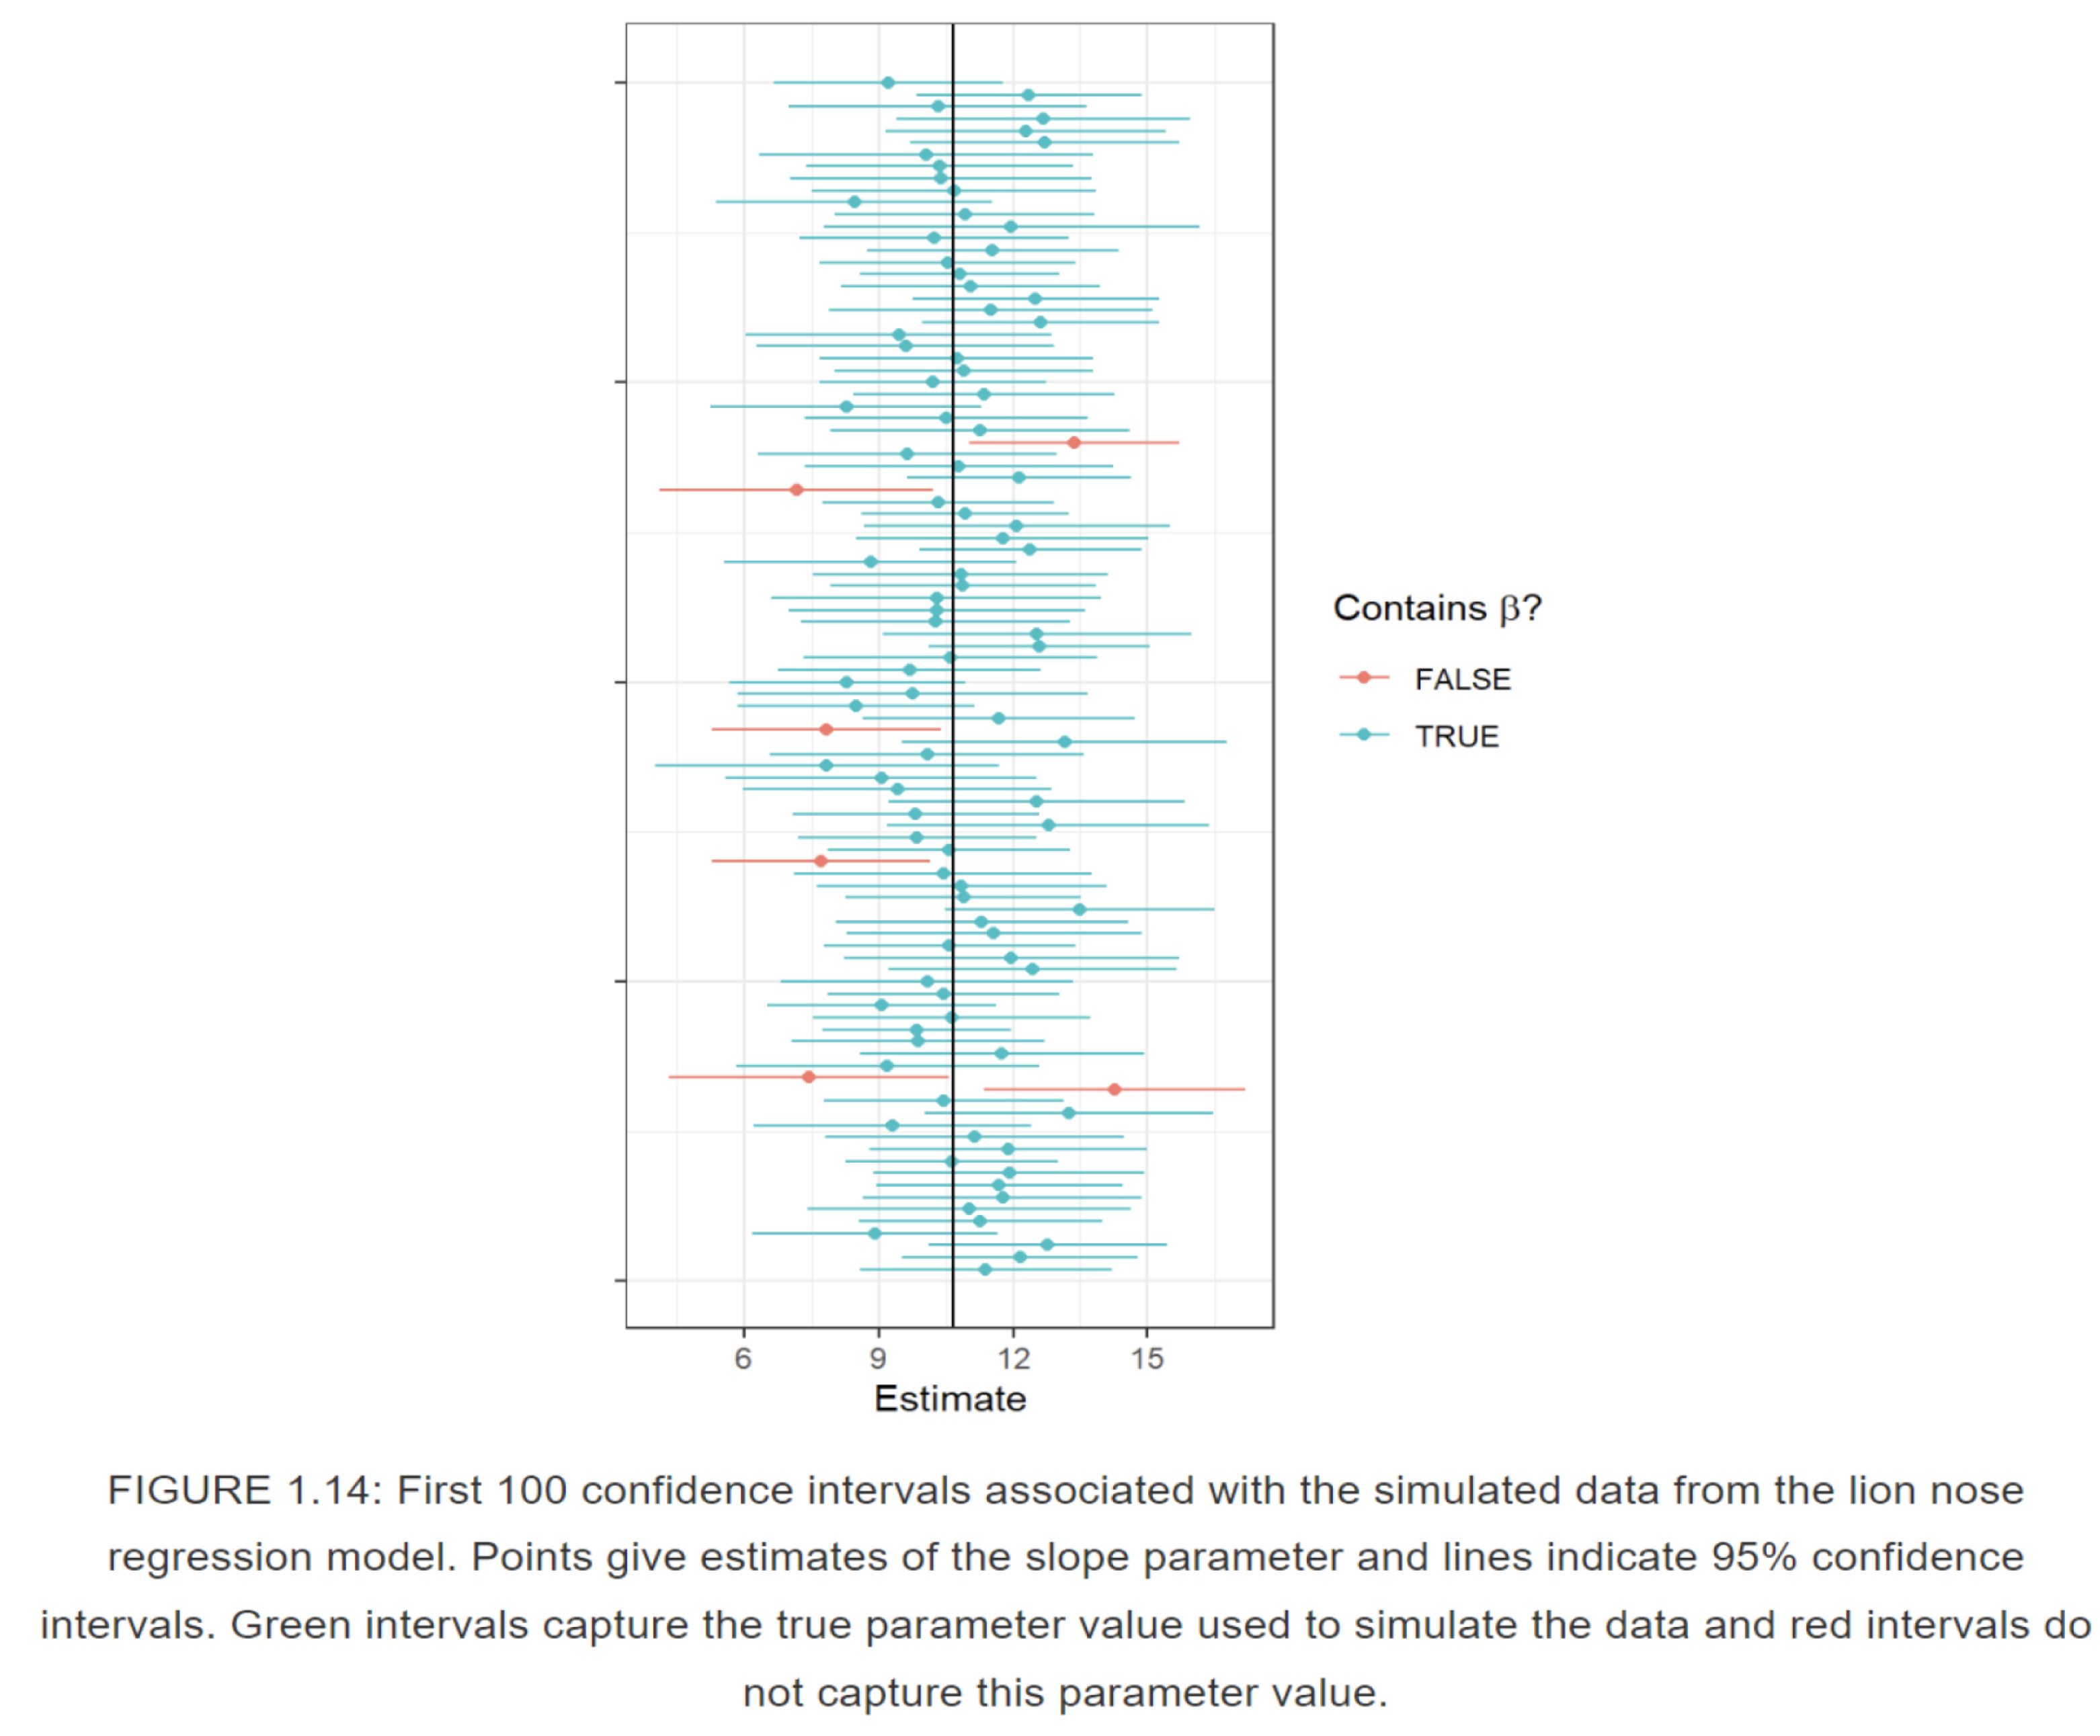 Contains β?
FALSE
TRUE
6 9 12 15
Estimate
FIGURE 1.14: First 100 confidence intervals associated with the simulated data from the lion nose
regression model. Points give estimates of the slope parameter and lines indicate 95% confidence
intervals. Green intervals capture the true parameter value used to simulate the data and red intervals do
not capture this parameter value.